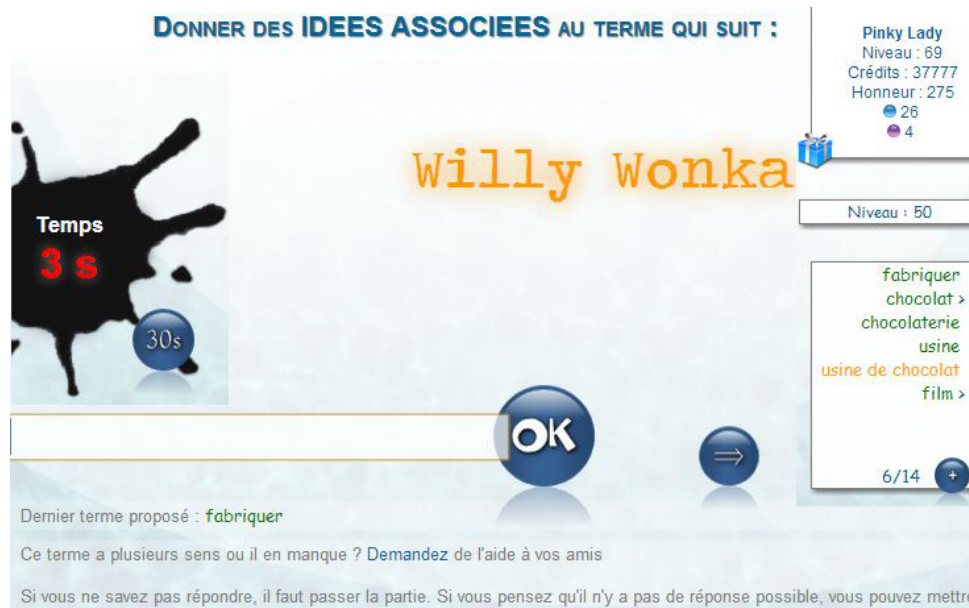 DONNER DES IDEES ASSOCIEES AU TERME QUI SUIT :
Pinky Lady
Niveau : 69
Crédits : 37777
Honneur : 275
26
4
Willy Wonka
Niveau : 50
Temps
3 s
30s
fabriquer
chocolat >
chocolaterie
usine
usine de chocolat
film >
6/14 +
OK
⇒
Dernier terme proposé : fabriquer
Ce terme a plusieurs sens ou il en manque ? Demandez de l'aide à vos amis
Si vous ne savez pas répondre, il faut passer la partie. Si vous pensez qu'il n'y a pas de réponse possible, vous pouvez mettre